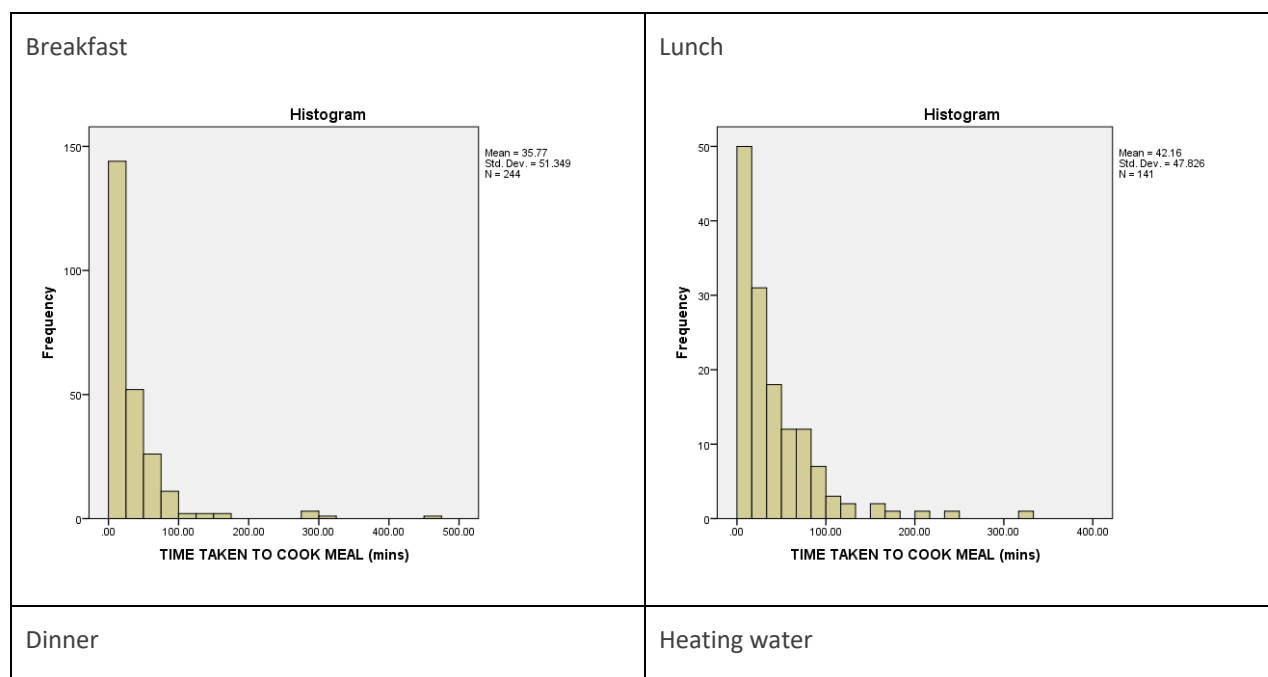 Breakfast
Histogram
Mean = 35.77
Std. Dev. = 51.349
N = 244
150
100
50
0
Frequency
.00 100.00 200.00 300.00 400.00 500.00
TIME TAKEN TO COOK MEAL (mins)
Lunch
Histogram
Mean = 42.16
Std. Dev. = 47.826
N = 141
50
40
30
20
10
0
Frequency
.00 100.00 200.00 300.00 400.00
TIME TAKEN TO COOK MEAL (mins)
Dinner
Heating water